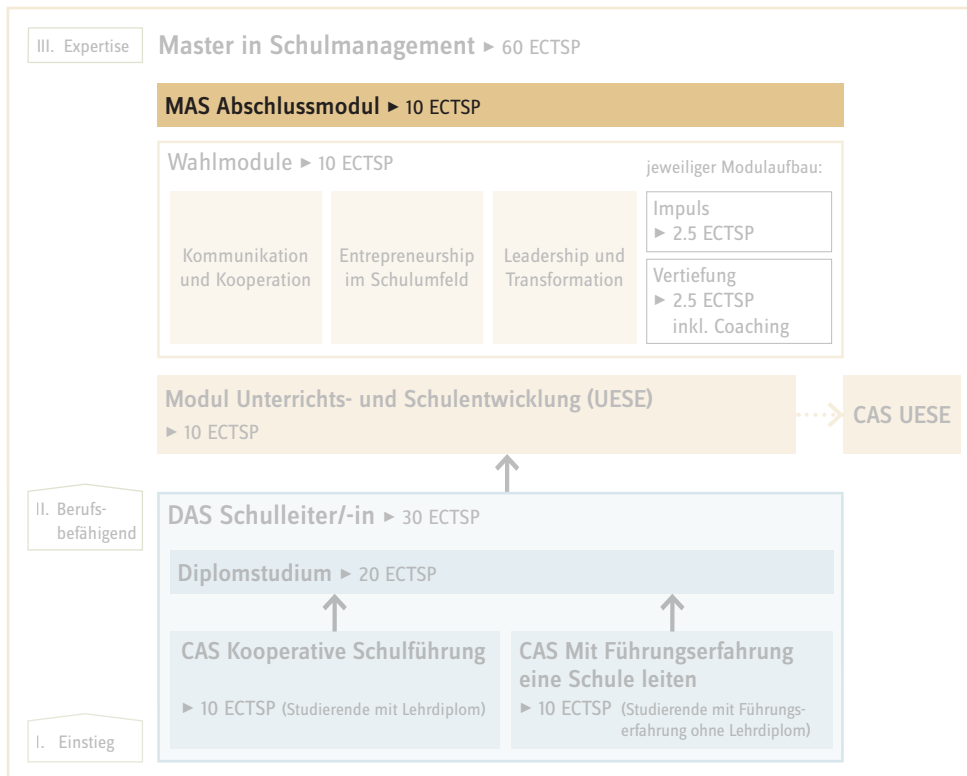 III. Expertise
Master in Schulmanagement ► 60 ECTSP
MAS Abschlussmodul ► 10 ECTSP
Wahlmodule ► 10 ECTSP
jeweiliger Modulaufbau:
Kommunikation
und Kooperation
Entrepreneurship
im Schulumfeld
Leadership und
Transformation
Impuls
► 2.5 ECTSP
Vertiefung
► 2.5 ECTSP
inkl. Coaching
Modul Unterrichts- und Schulentwicklung (UESE)
► 10 ECTSP
CAS UESE
II. Berufs-
befähigend
DAS Schulleiter/-in ► 30 ECTSP
Diplomstudium ► 20 ECTSP
CAS Kooperative Schulführung
► 10 ECTSP (Studierende mit Lehrdiplom)
CAS Mit Führungserfahrung
eine Schule leiten
► 10 ECTSP (Studierende mit Führungs-
erfahrung ohne Lehrdiplom)
I. Einstieg